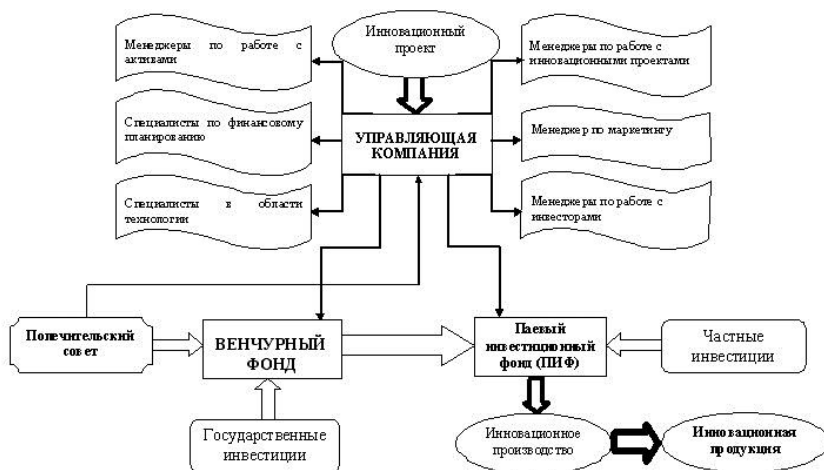 Инновационный
проект
Менеджеры по работе с
активами
Менеджеры по работе с
инновационными проектами
Специалисты по финансовому
планированию
УПРАВЛЯЮЩАЯ
КОМПАНИЯ
Менеджер по маркетингу
Специалисты в области
технологии
Менеджеры по работе с
инвесторами
Попечительский
совет
ВЕНЧУРНЫЙ
ФОНД
Паевый
инвестиционный
фонд (ПИФ)
Частные
инвестиции
Государственные
инвестиции
Инновационное
производство
Инновационная
продукция